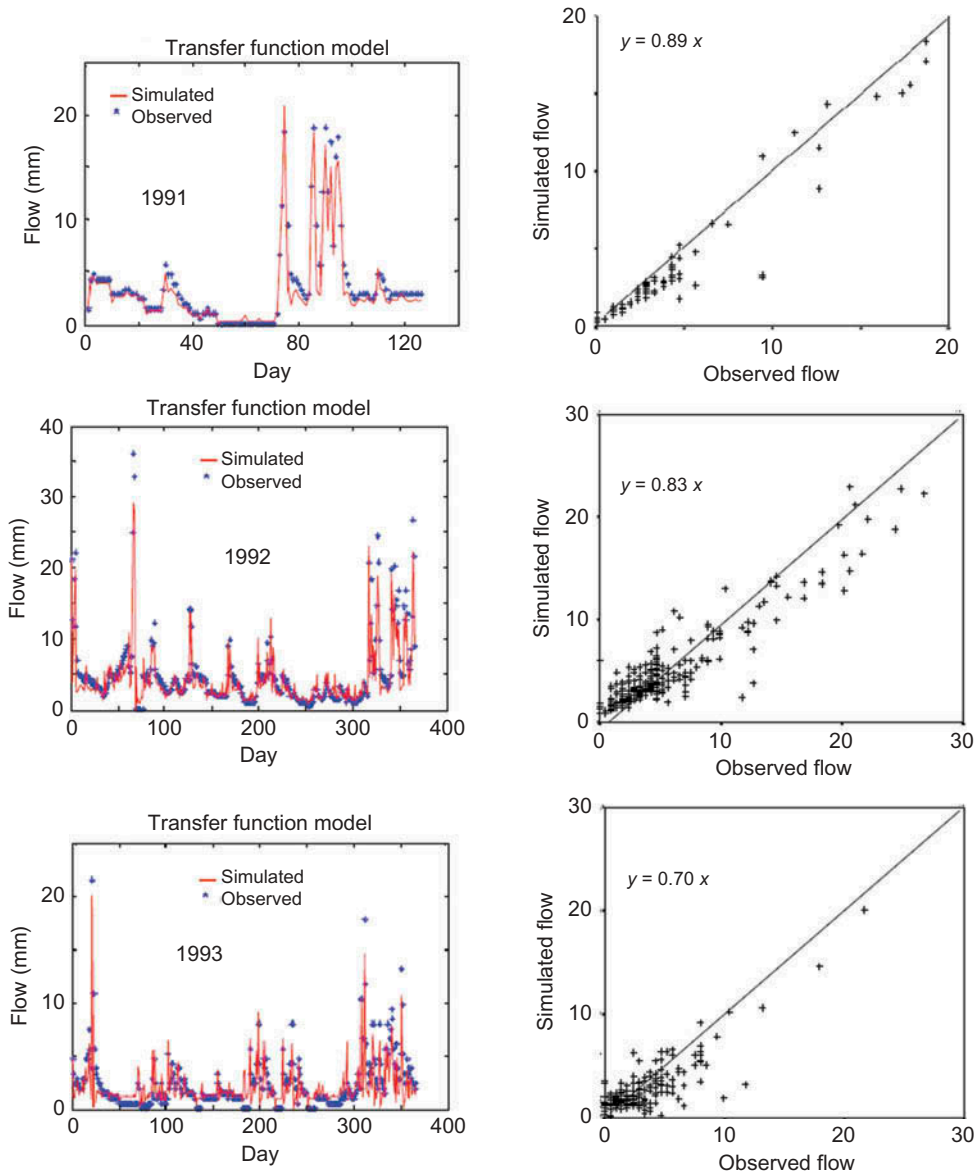 Transfer function model
Simulated
Observed
1991
20
10
0
Flow (mm)
0
40
80
120
Day
y = 0.89 x
20
10
0
Simulated flow
0
10
20
Observed flow
Transfer function model
Simulated
Observed
1992
40
35
30
25
20
15
10
5
0
Flow (mm)
0
100
200
300
400
Day
y = 0.83 x
30
20
10
0
Simulated flow
0
10
20
30
Observed flow
Transfer function model
Simulated
Observed
1993
20
10
0
Flow (mm)
0
100
200
300
400
Day
y = 0.70 x
30
20
10
0
Simulated flow
0
10
20
30
Observed flow